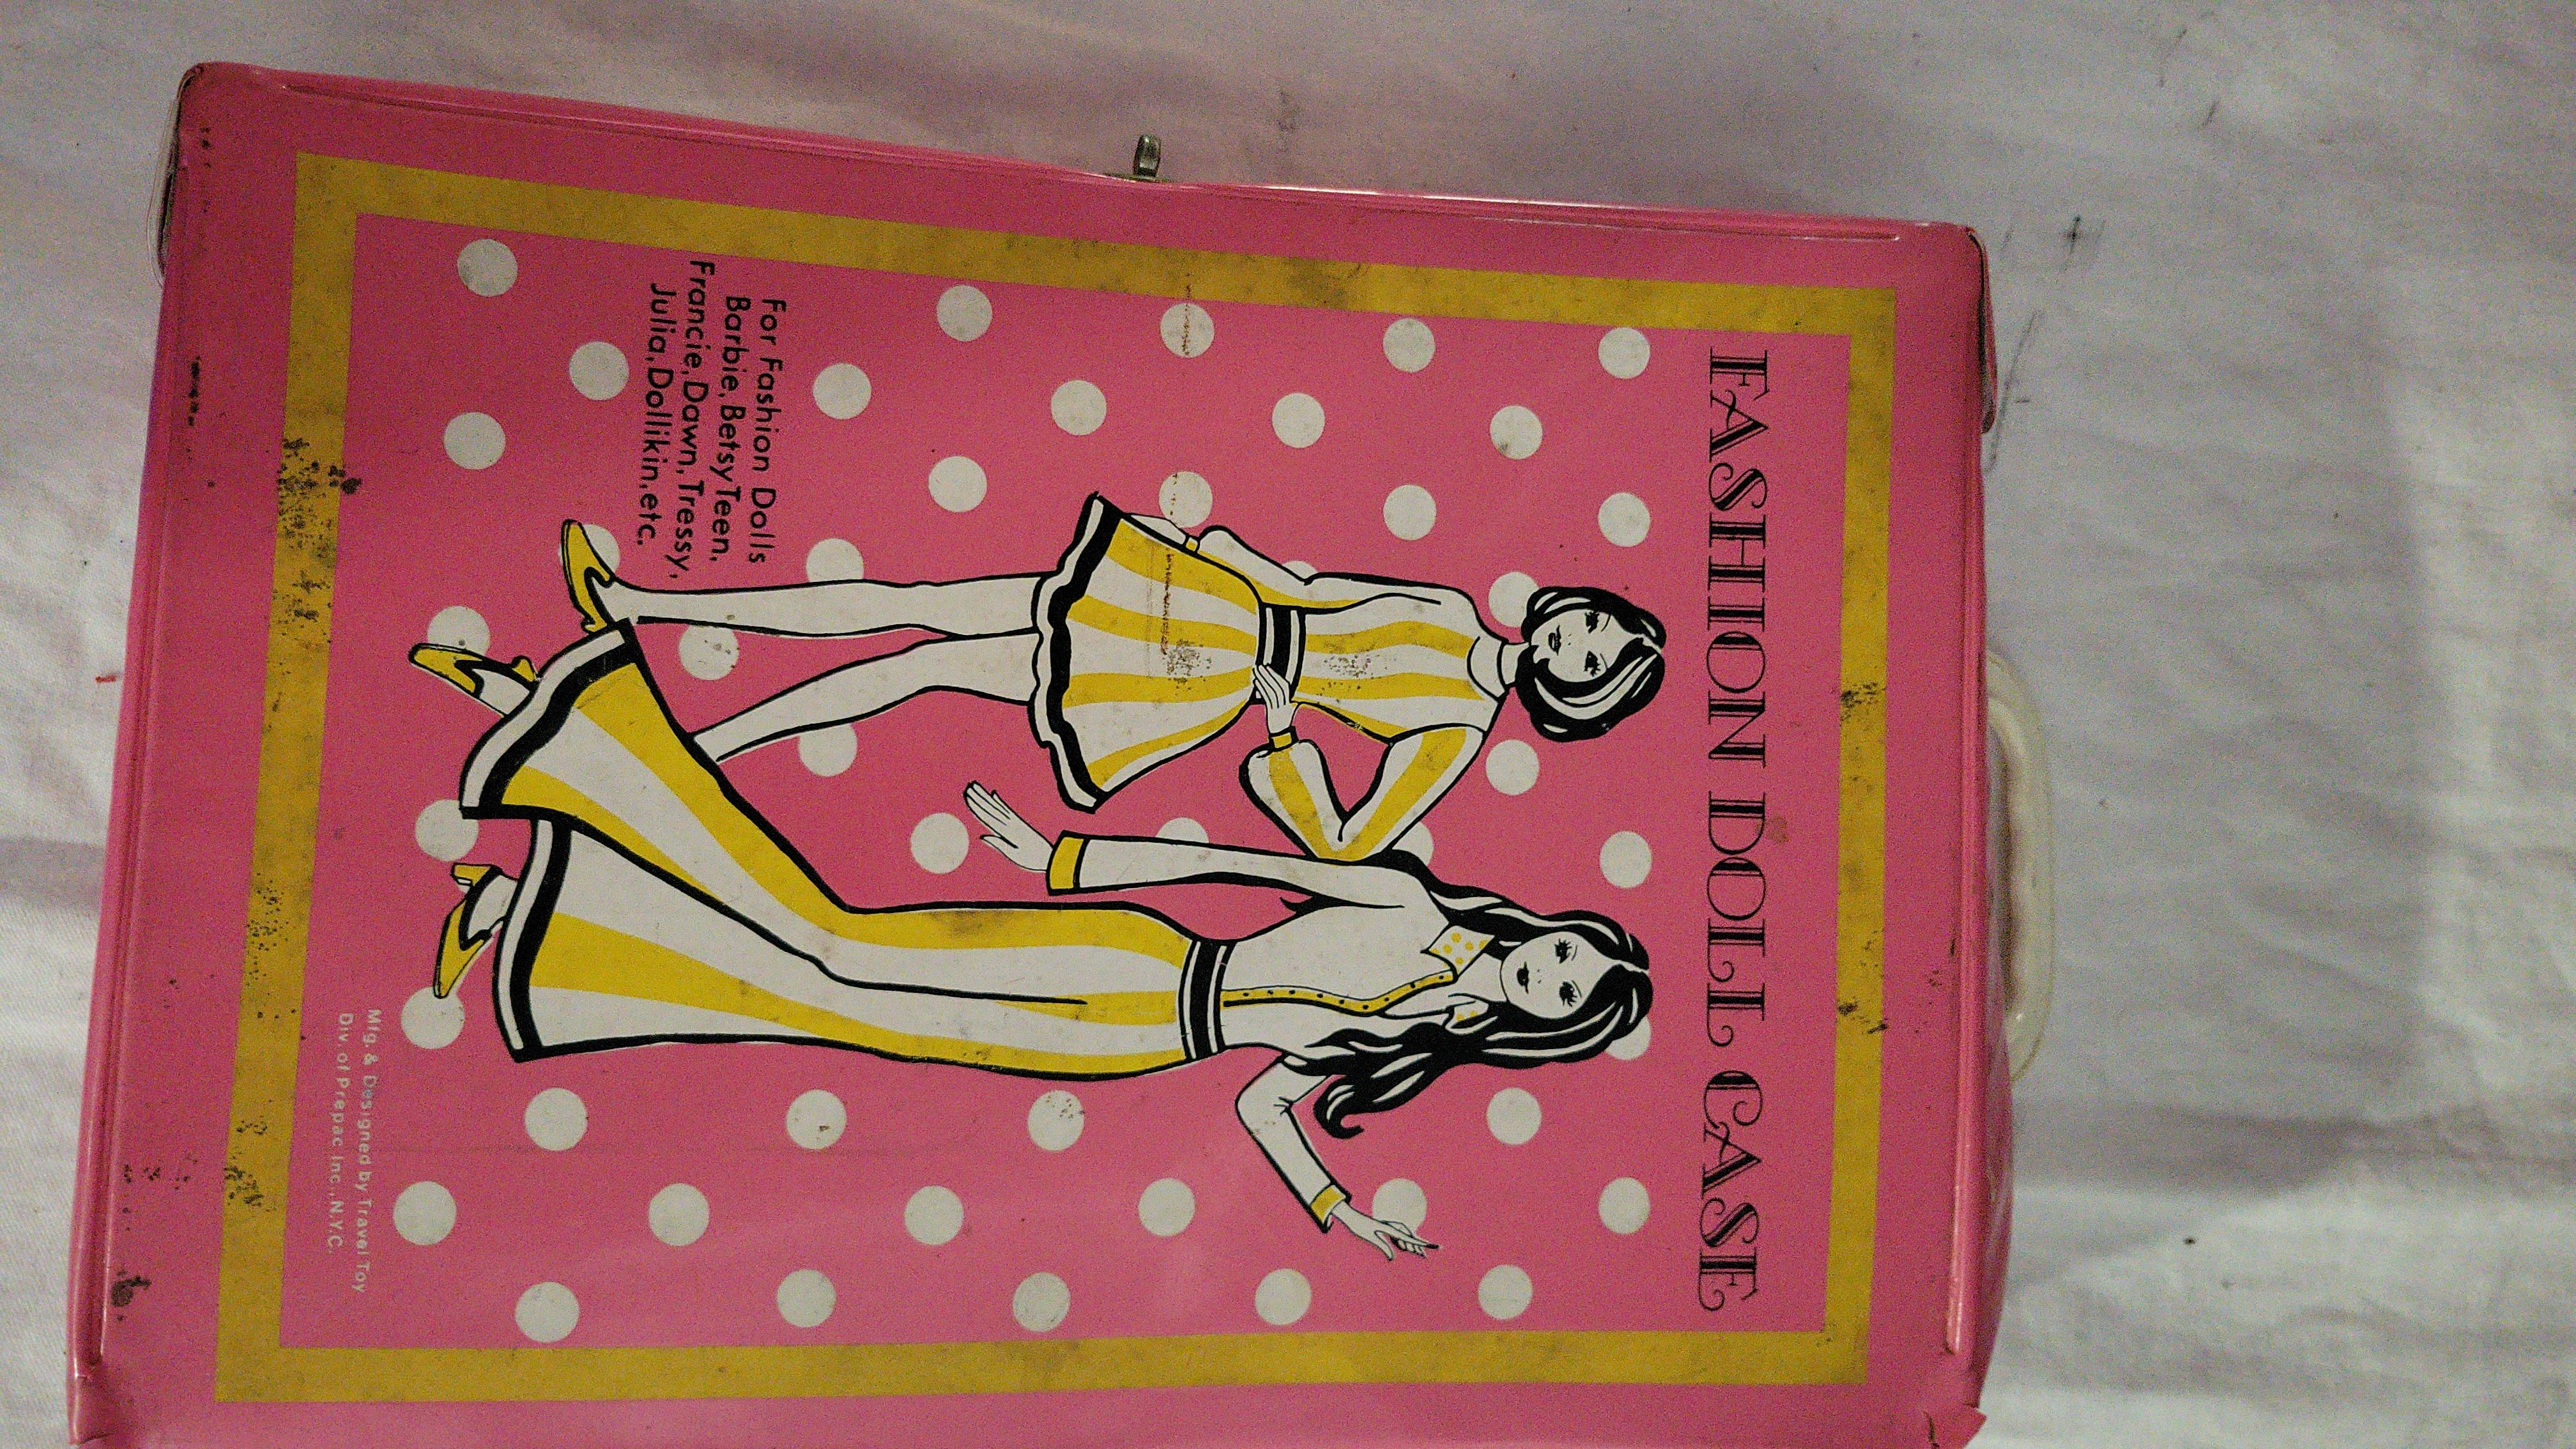 FASHION DOLL CASE
For Fashion Dolls
Barbie, Betsy Teen,
Francie, Dawn, Tressy,
Julia, Dollikin, etc.
Mfg. & Designed by Travel Toy
Div. of Prepac Inc., N.Y.C.